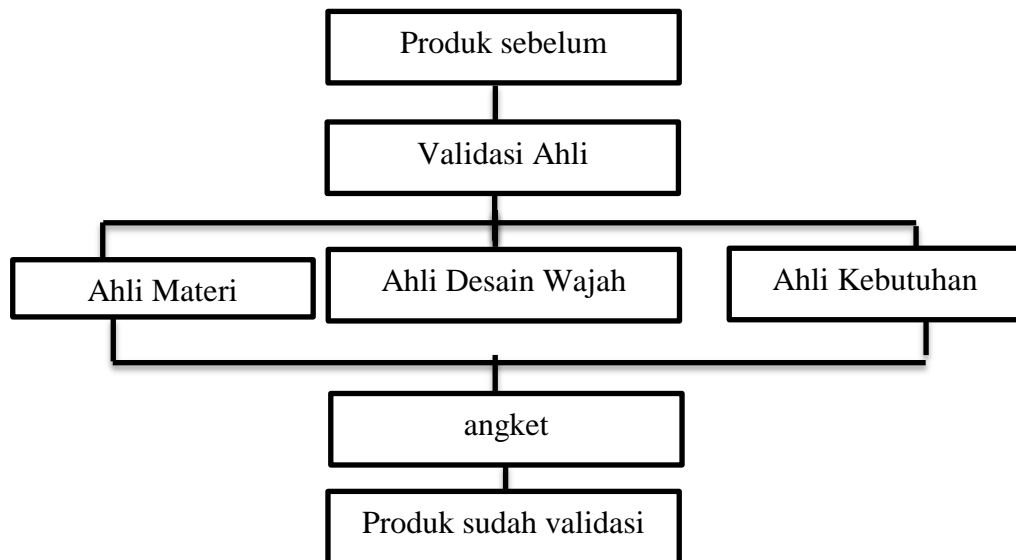 Produk sebelum
Validasi Ahli
Ahli Materi
Ahli Desain Wajah
Ahli Kebutuhan
angket
Produk sudah validasi